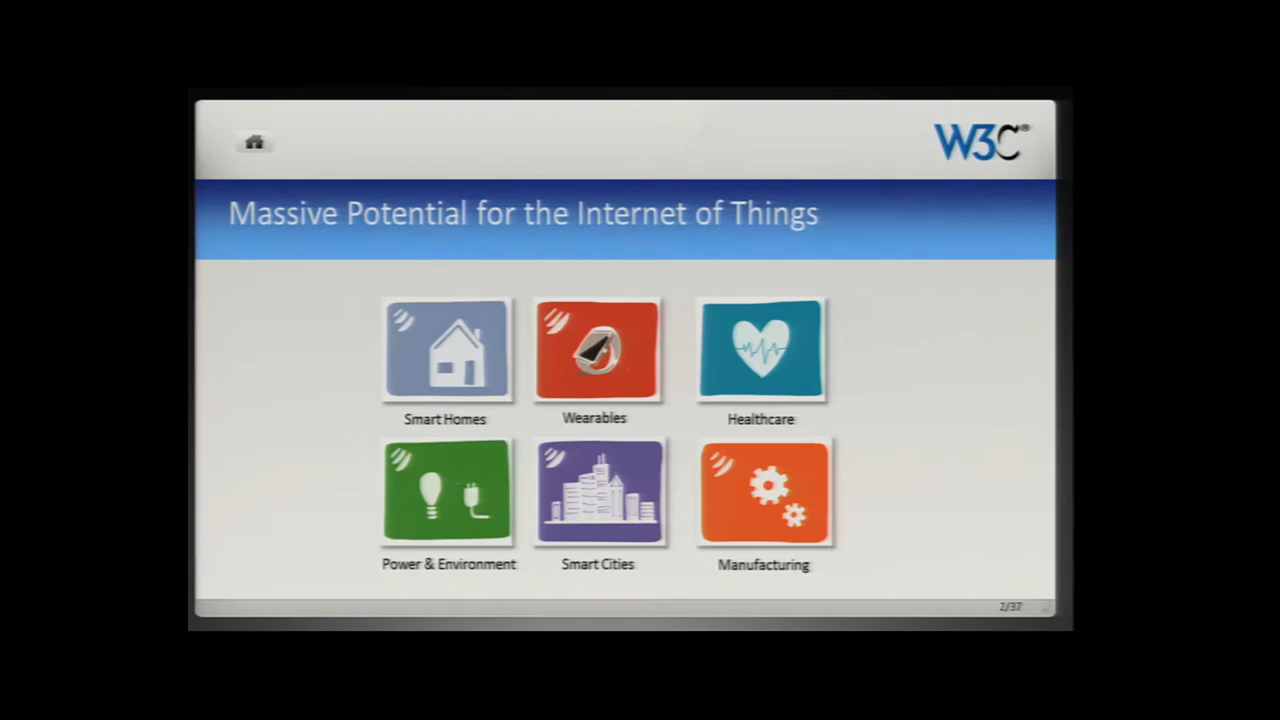 W3C®
Massive Potential for the Internet of Things
Smart Homes
Wearables
Healthcare
Power & Environment
Smart Cities
Manufacturing
2/37